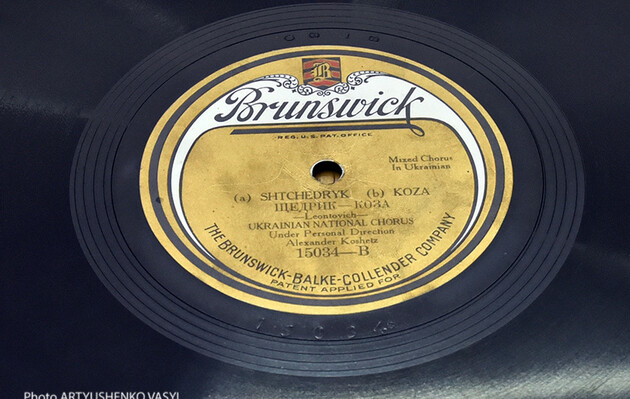 B
Brunswick
REG. U.S. PAT. OFFICE
Mixed Chorus
In Ukrainian
(a) SHTCHEDRYK (b) KOZA
ЩЕДРИК—КОЗА
—Leontovich—
UKRAINIAN NATIONAL CHORUS
Under Personal Direction
Alexander Koshetz
15034—B
THE BRUNSWICK-BALKE-COLLENDER COMPANY
PATENT APPLIED FOR
Photo ARTYUSHENKO VASYL